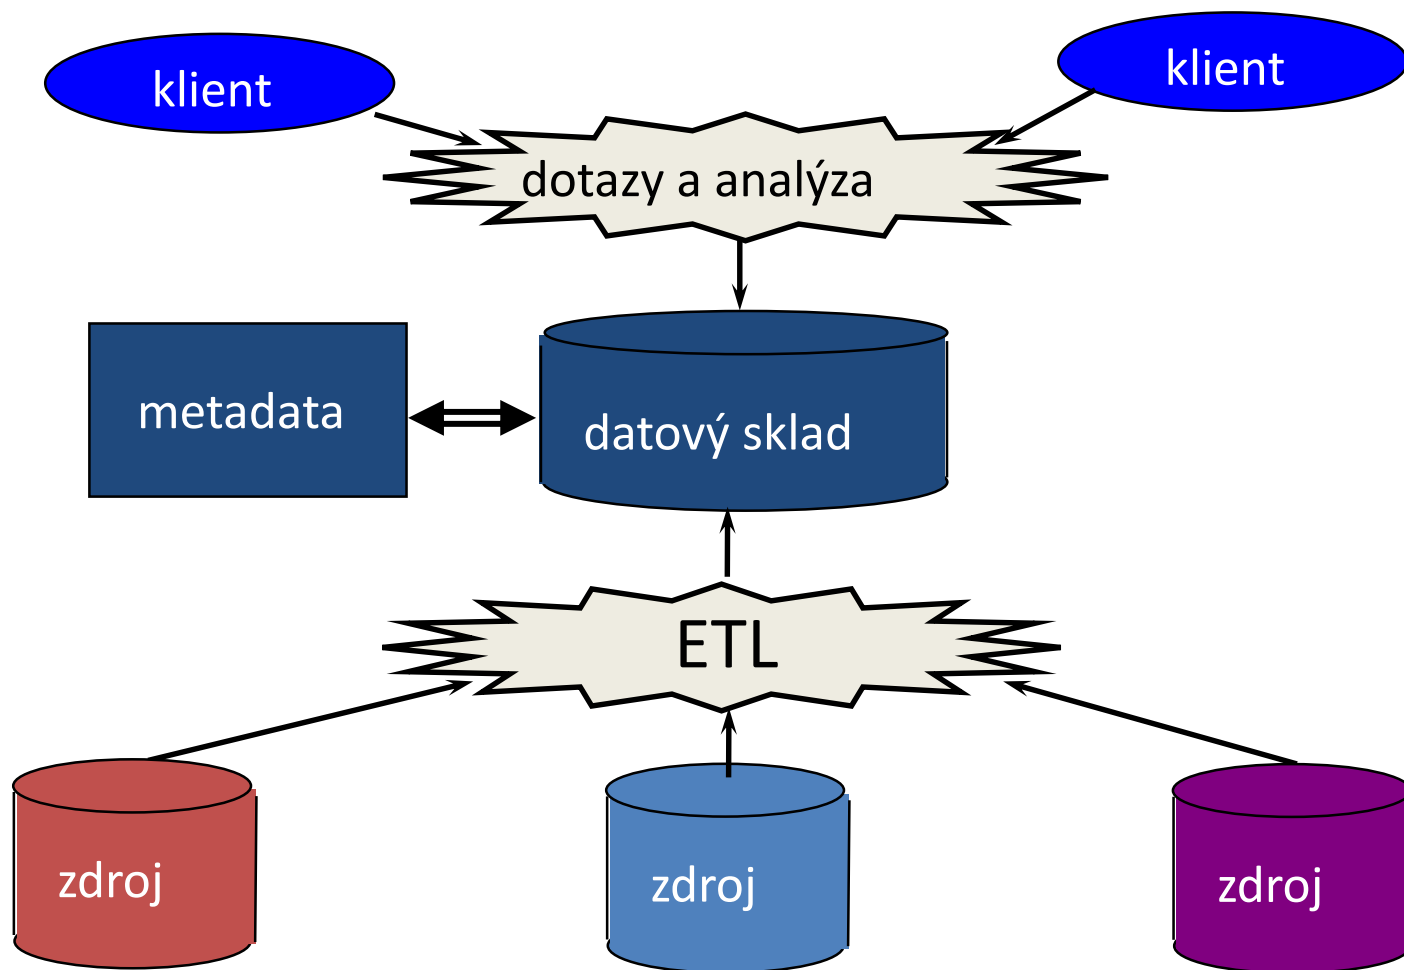 klient
klient
dotazy a analýza
metadata
datový sklad
ETL
zdroj
zdroj
zdroj